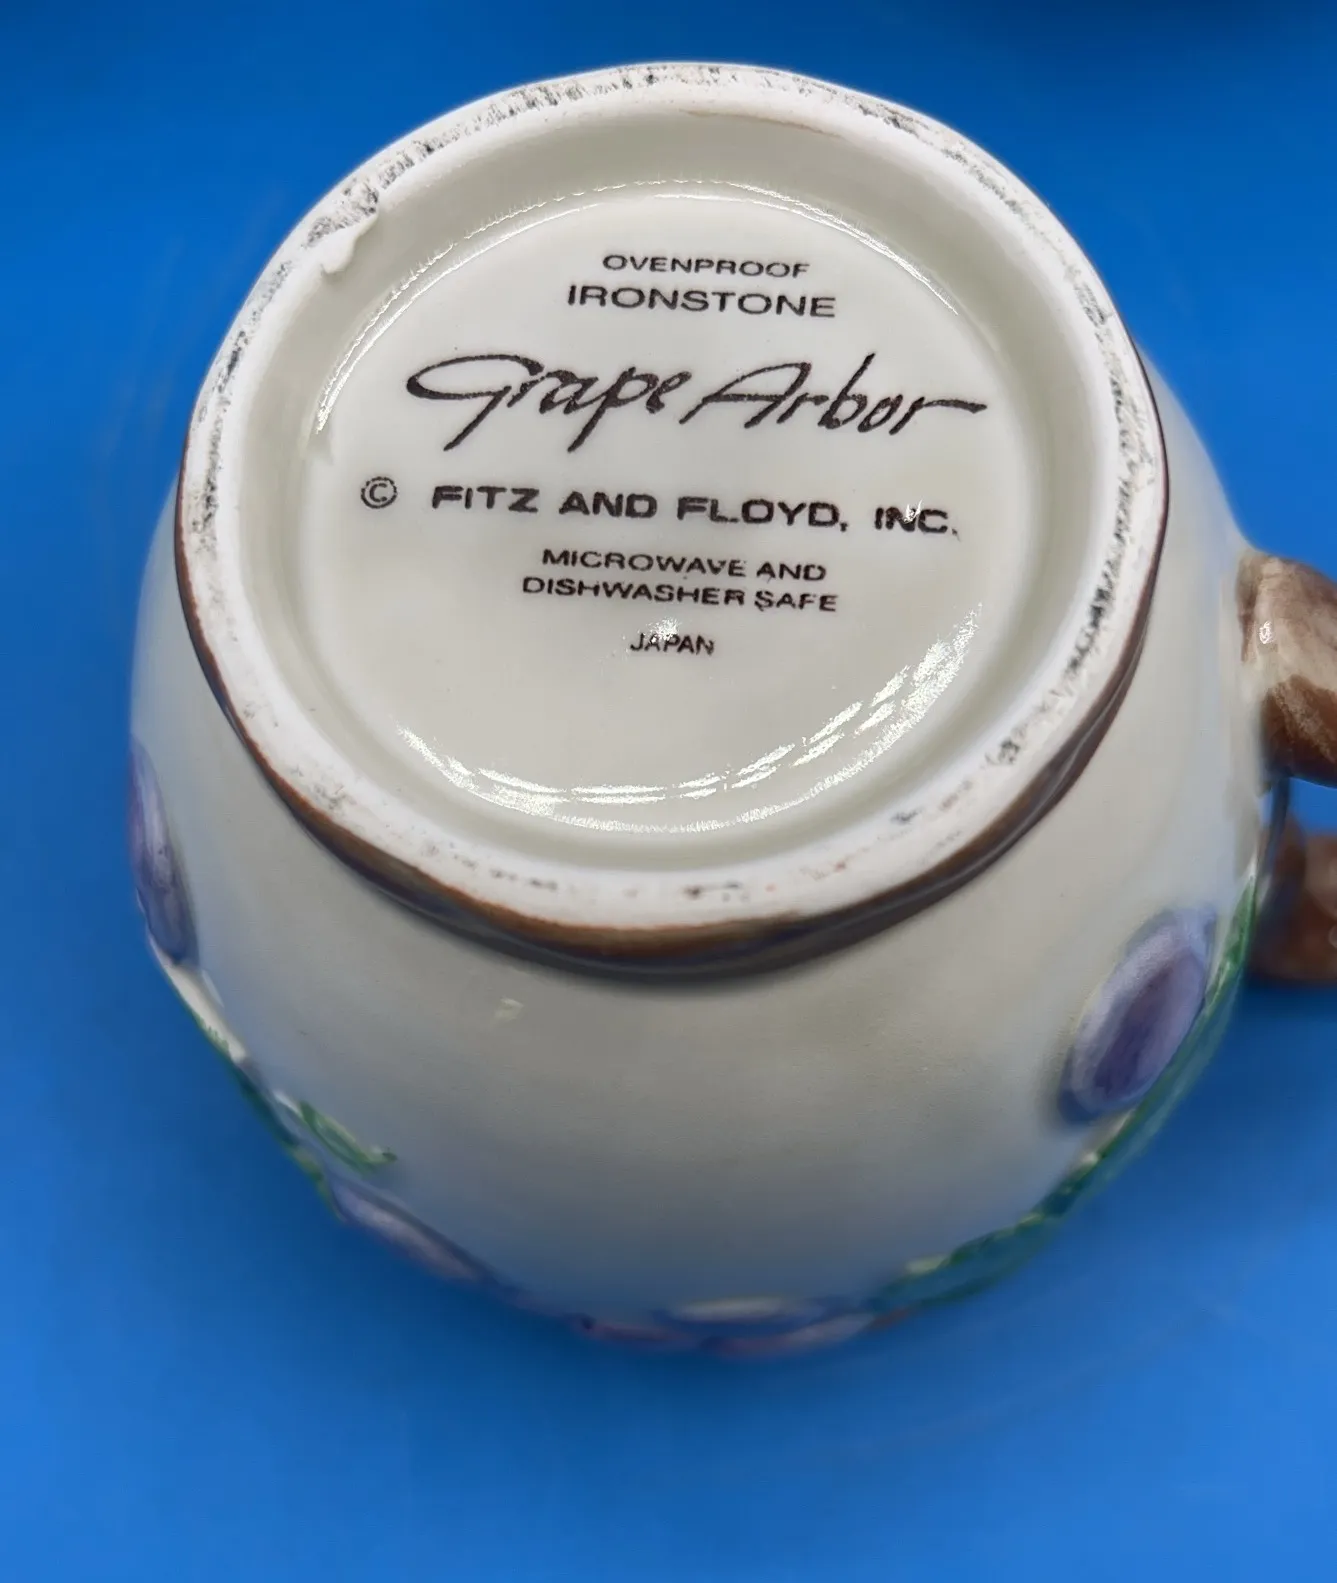 OVENPROOF
IRONSTONE
Grape Arbor
© FITZ AND FLOYD, INC.
MICROWAVE AND
DISHWASHER SAFE
JAPAN